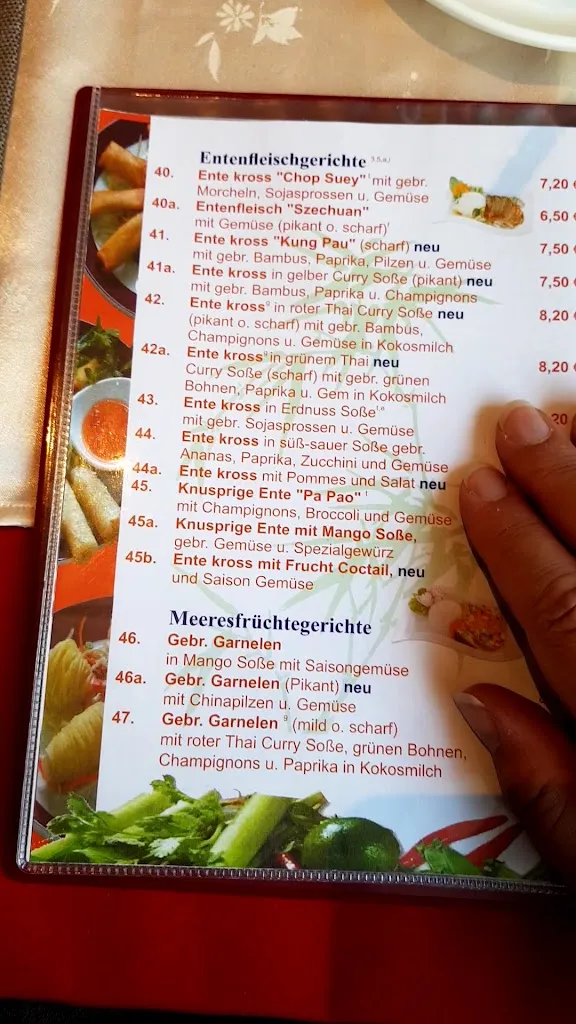 Entenfleischgerichte 3,5,a,l
40. Ente kross "Chop Suey" mit gebr. 7,20 €
Morcheln, Sojasprossen u. Gemüse
40a. Entenfleisch "Szechuan" 6,50
mit Gemüse (pikant o. scharf)
41. Ente kross "Kung Pau" (scharf) neu 7,50
mit gebr. Bambus, Paprika, Pilzen u. Gemüse
41a. Ente kross in gelber Curry Soße (pikant) neu 7,50
mit gebr. Bambus, Paprika u. Champignons
42. Ente kross in roter Thai Curry Soße neu 8,20
(pikant o. scharf) mit gebr. Bambus,
Champignons u. Gemüse in Kokosmilch
42a. Ente kross in grünem Thai neu 8,20
Curry Soße (scharf) mit gebr. grünen
Bohnen, Paprika u. Gem in Kokosmilch
43. Ente kross in Erdnuss Soße 20
mit gebr. Sojasprossen u. Gemüse
44. Ente kross in süß-sauer Soße gebr.
Ananas, Paprika, Zucchini und Gemüse
44a. Ente kross mit Pommes und Salat neu
45. Knusprige Ente "Pa Pao"
mit Champignons, Broccoli und Gemüse
45a. Knusprige Ente mit Mango Soße,
gebr. Gemüse u. Spezialgewürz
45b. Ente kross mit Frucht Coctail, neu
und Saison Gemüse
Meeresfrüchtegerichte
46. Gebr. Garnelen
in Mango Soße mit Saisongemüse
46a. Gebr. Garnelen (Pikant) neu
mit Chinapilzen u. Gemüse
47. Gebr. Garnelen 9 (mild o. scharf)
mit roter Thai Curry Soße, grünen Bohnen,
Champignons u. Paprika in Kokosmilch